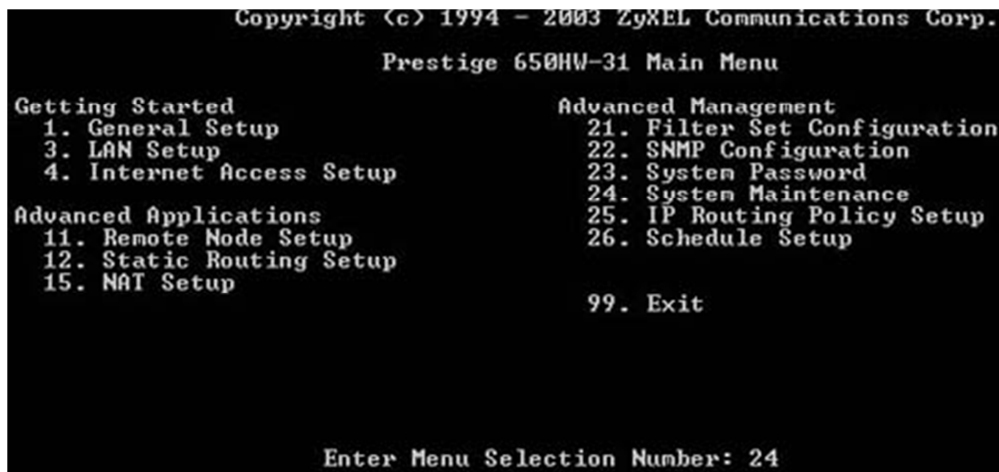 Copyright (c) 1994 - 2003 ZyXEL Communications Corp.
Prestige 650HW-31 Main Menu
Getting Started
1. General Setup
3. LAN Setup
4. Internet Access Setup
Advanced Applications
11. Remote Node Setup
12. Static Routing Setup
15. NAT Setup
Advanced Management
21. Filter Set Configuration
22. SNMP Configuration
23. System Password
24. System Maintenance
25. IP Routing Policy Setup
26. Schedule Setup
99. Exit
Enter Menu Selection Number: 24